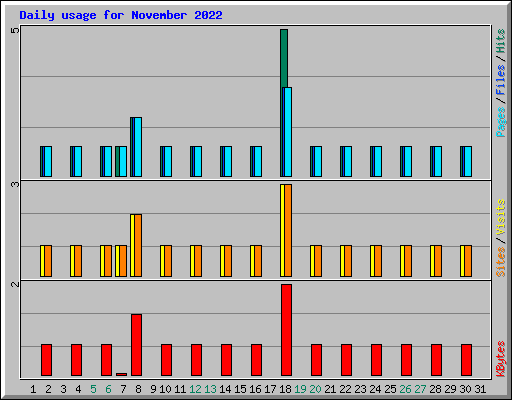 Daily usage for November 2022
5
3
2
Pages/Files/Hits
Sites/Visits
KBytes
1 2 3 4 5 6 7 8 9 10 11 12 13 14 15 16 17 18 19 20 21 22 23 24 25 26 27 28 29 30 31